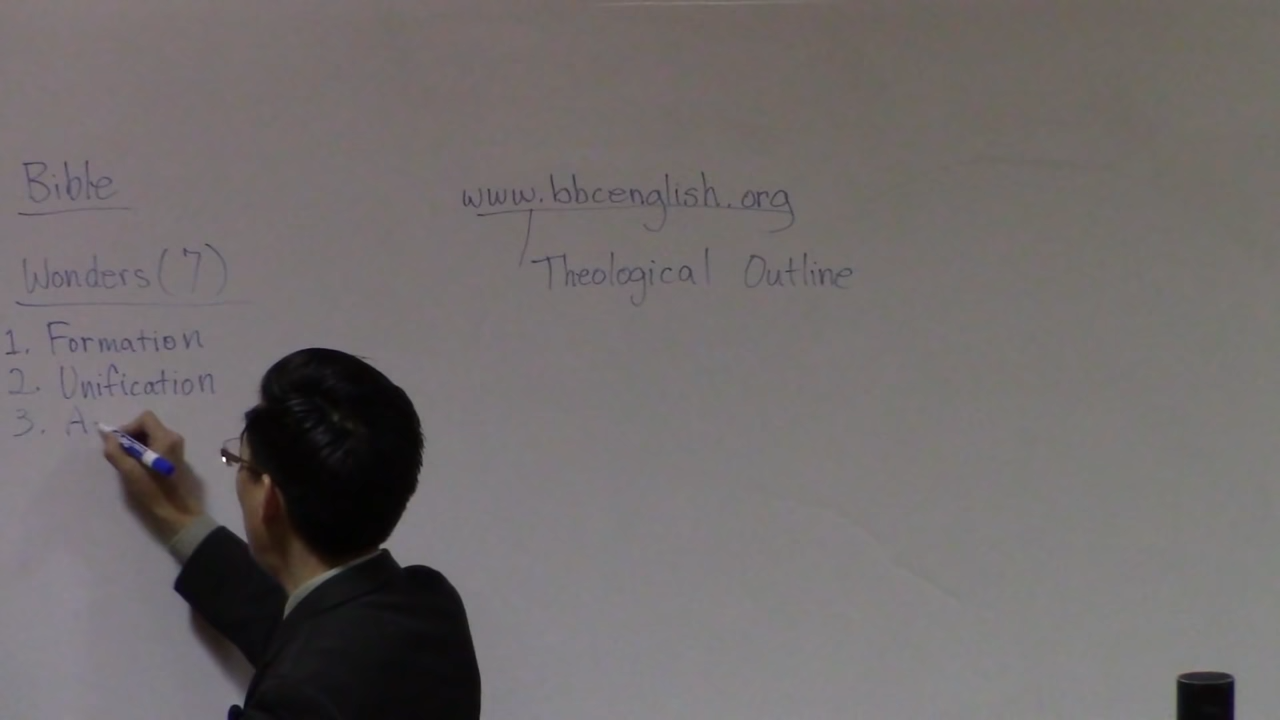 Bible
Wonders (7)
1. Formation
2. Unification
3. A
www.bbcenglish.org
Theological Outline